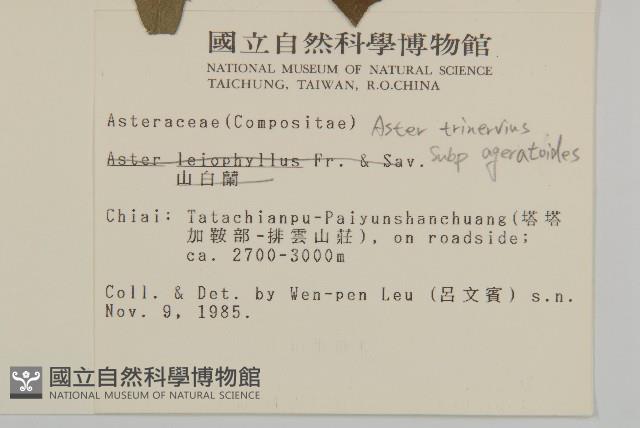 國立自然科學博物館
NATIONAL MUSEUM OF NATURAL SCIENCE
TAICHUNG, TAIWAN, R.O.CHINA
Asteraceae(Compositae) Aster trinervius
Aster leiophyllus Fr. & Sav. Subp ageratoides
山白蘭
Chiai: Tatachianpu-Paiyunshanchuang(塔塔
加鞍部-排雲山莊), on roadside;
ca. 2700-3000m
Coll. & Det. by Wen-pen Leu (呂文賓) s.n.
Nov. 9, 1985.
國立自然科學博物館
NATIONAL MUSEUM OF NATURAL SCIENCE